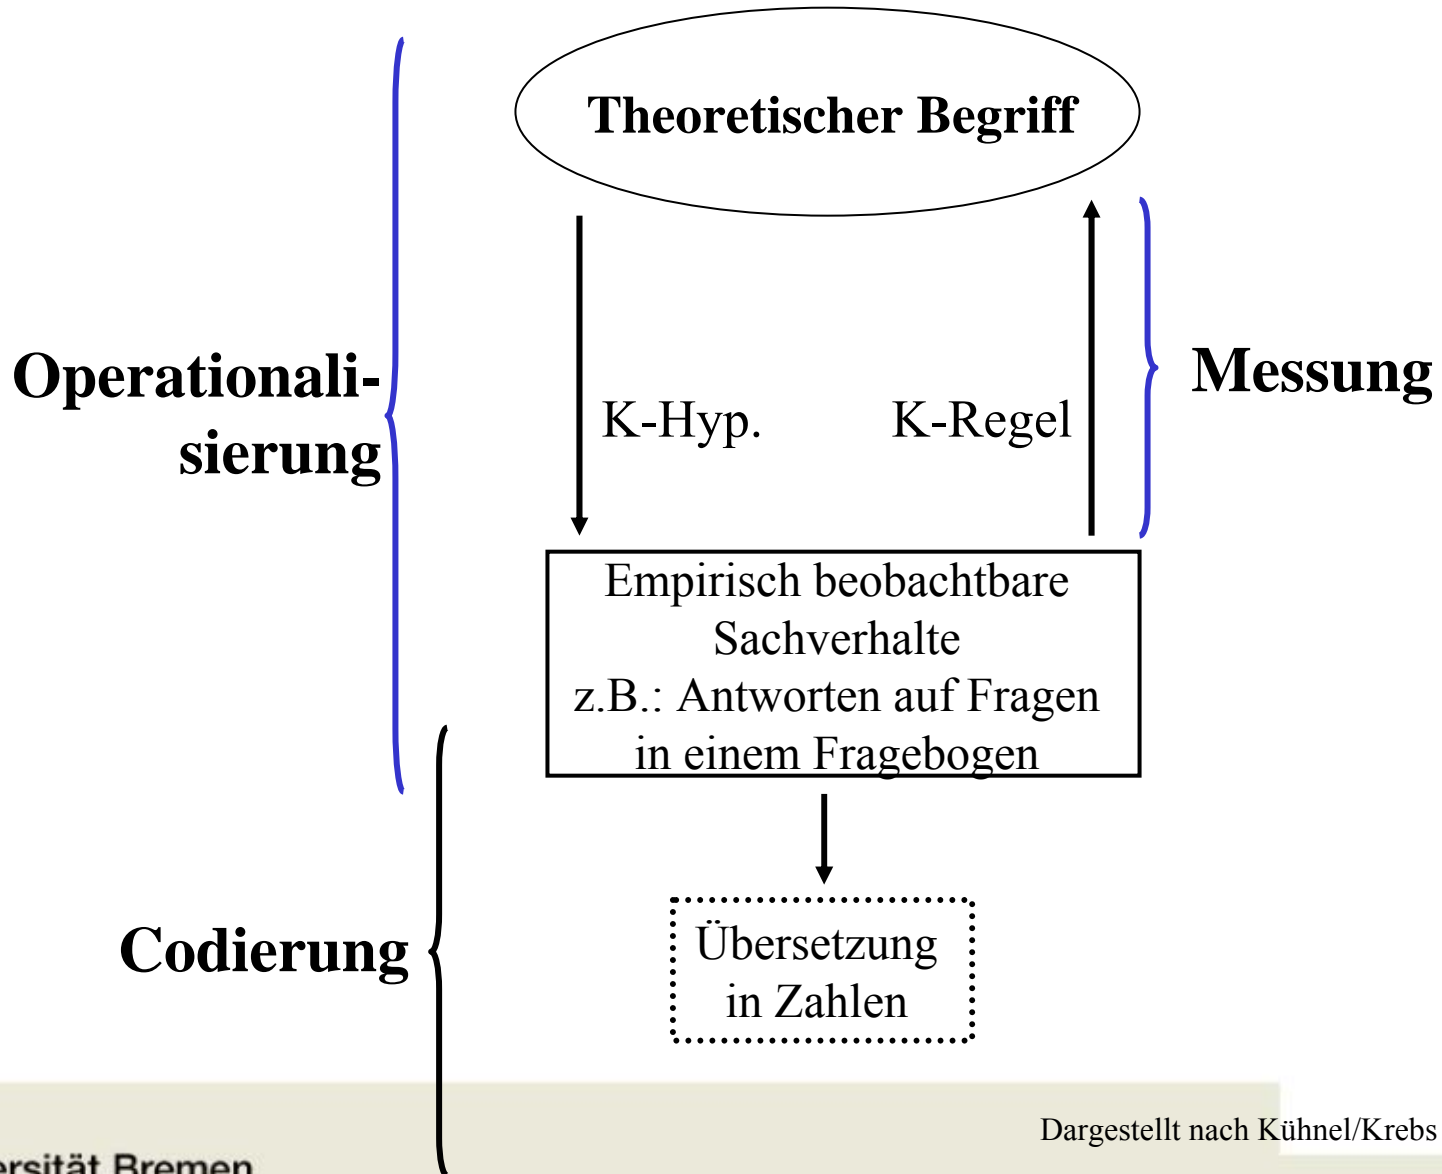 Theoretischer Begriff
Operationali-
sierung
K-Hyp.
K-Regel
Messung
Empirisch beobachtbare
Sachverhalte
z.B.: Antworten auf Fragen
in einem Fragebogen
Codierung
Übersetzung
in Zahlen
Dargestellt nach Kühnel/Krebs
Bremen